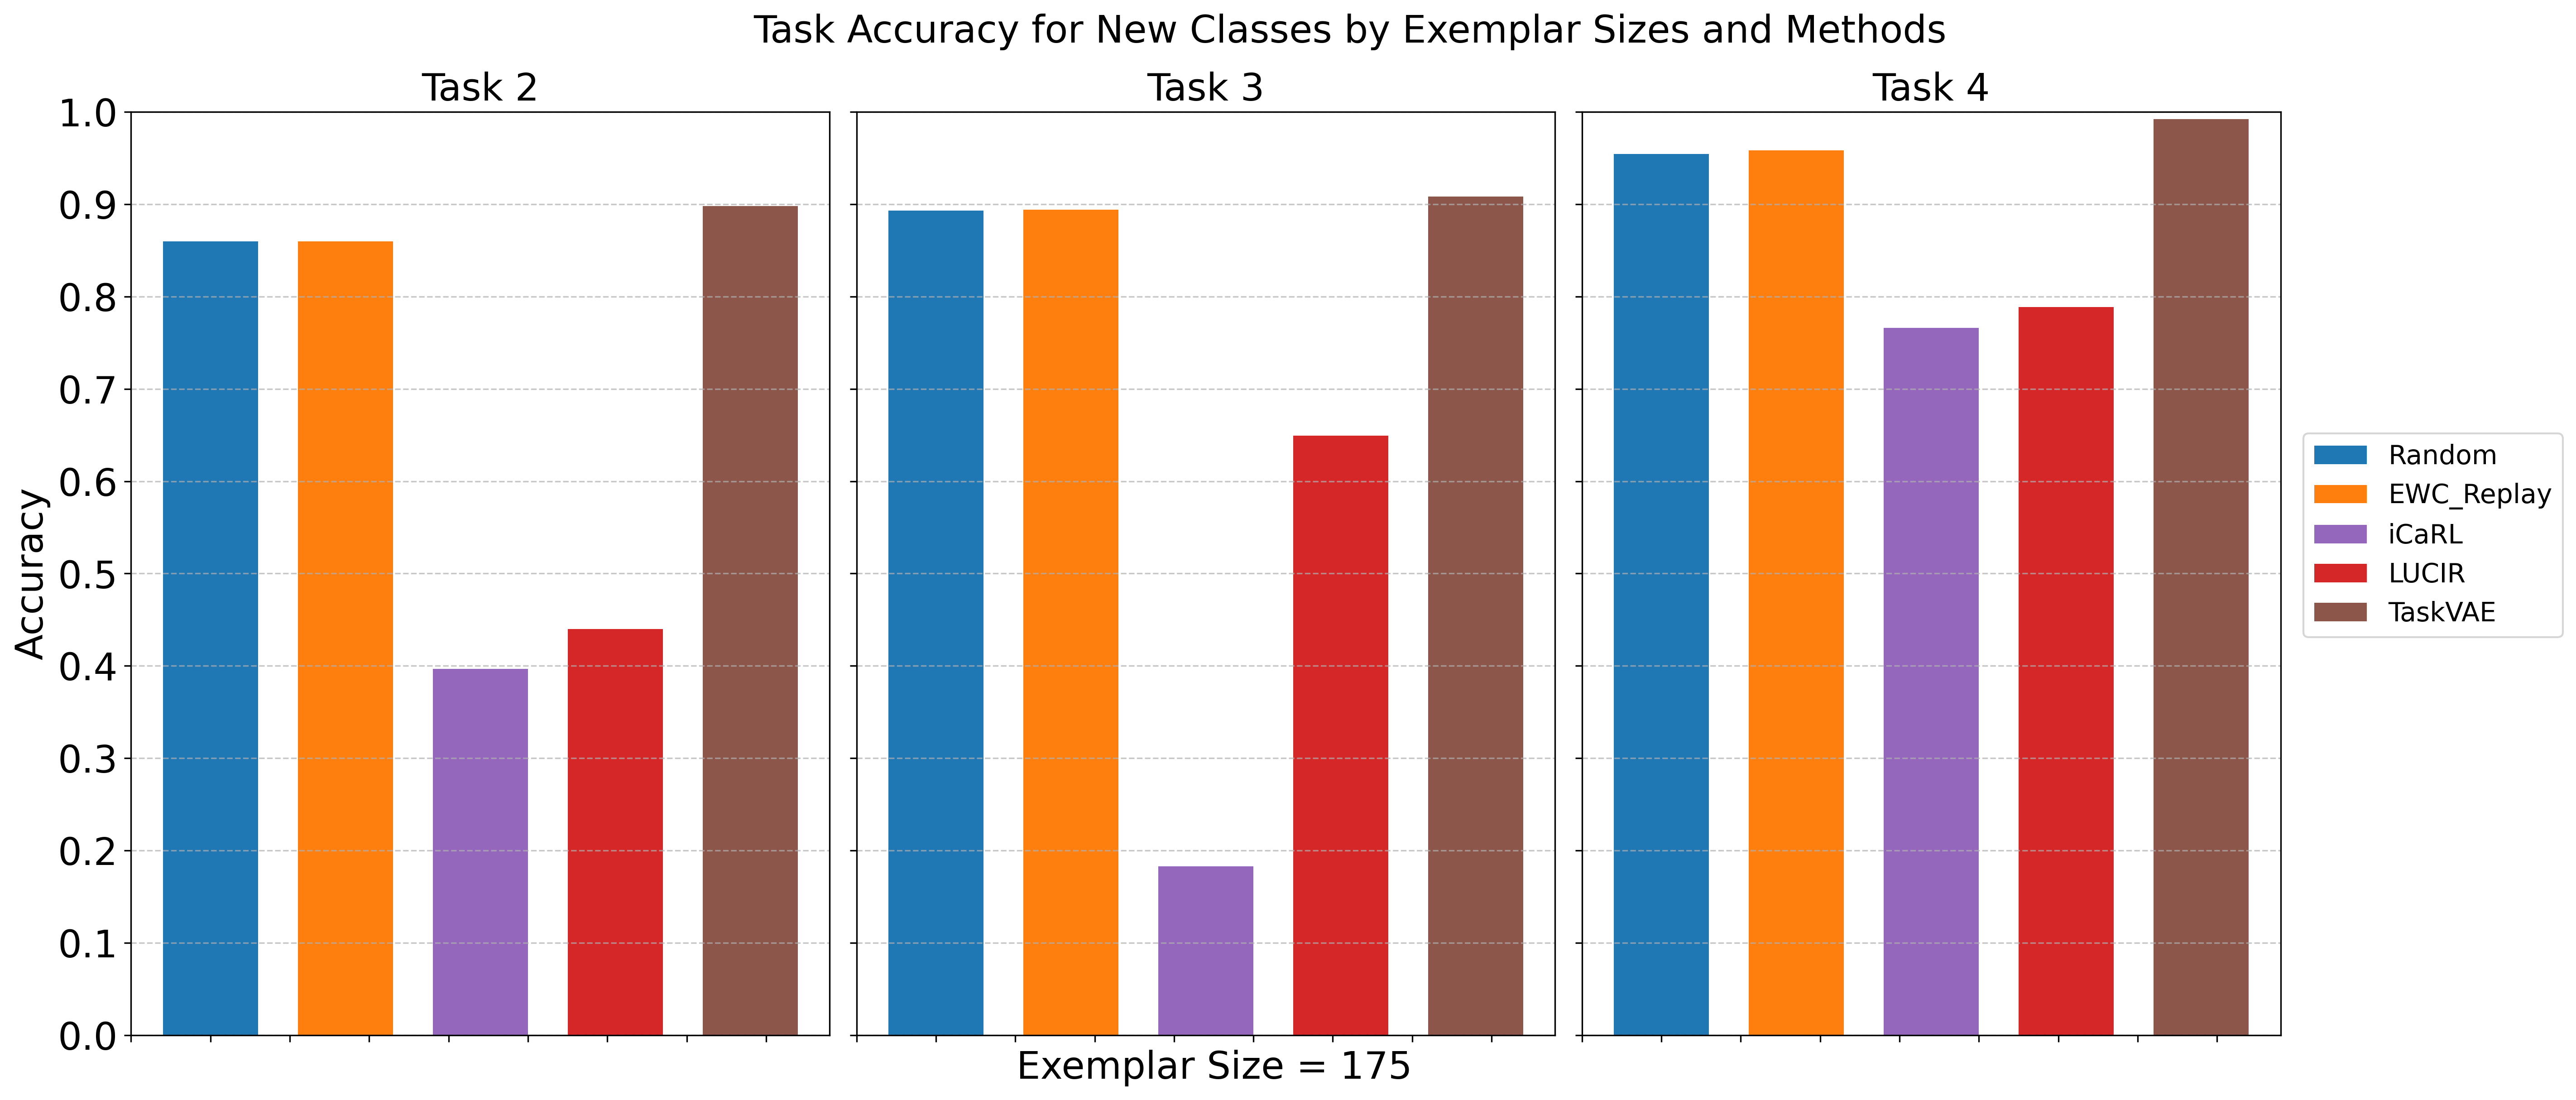 Task Accuracy for New Classes by Exemplar Sizes and Methods
Task 2
Task 3
Task 4
Accuracy
1.0
0.9
0.8
0.7
0.6
0.5
0.4
0.3
0.2
0.1
0.0
Exemplar Size = 175
Random
EWC_Replay
iCaRL
LUCIR
TaskVAE